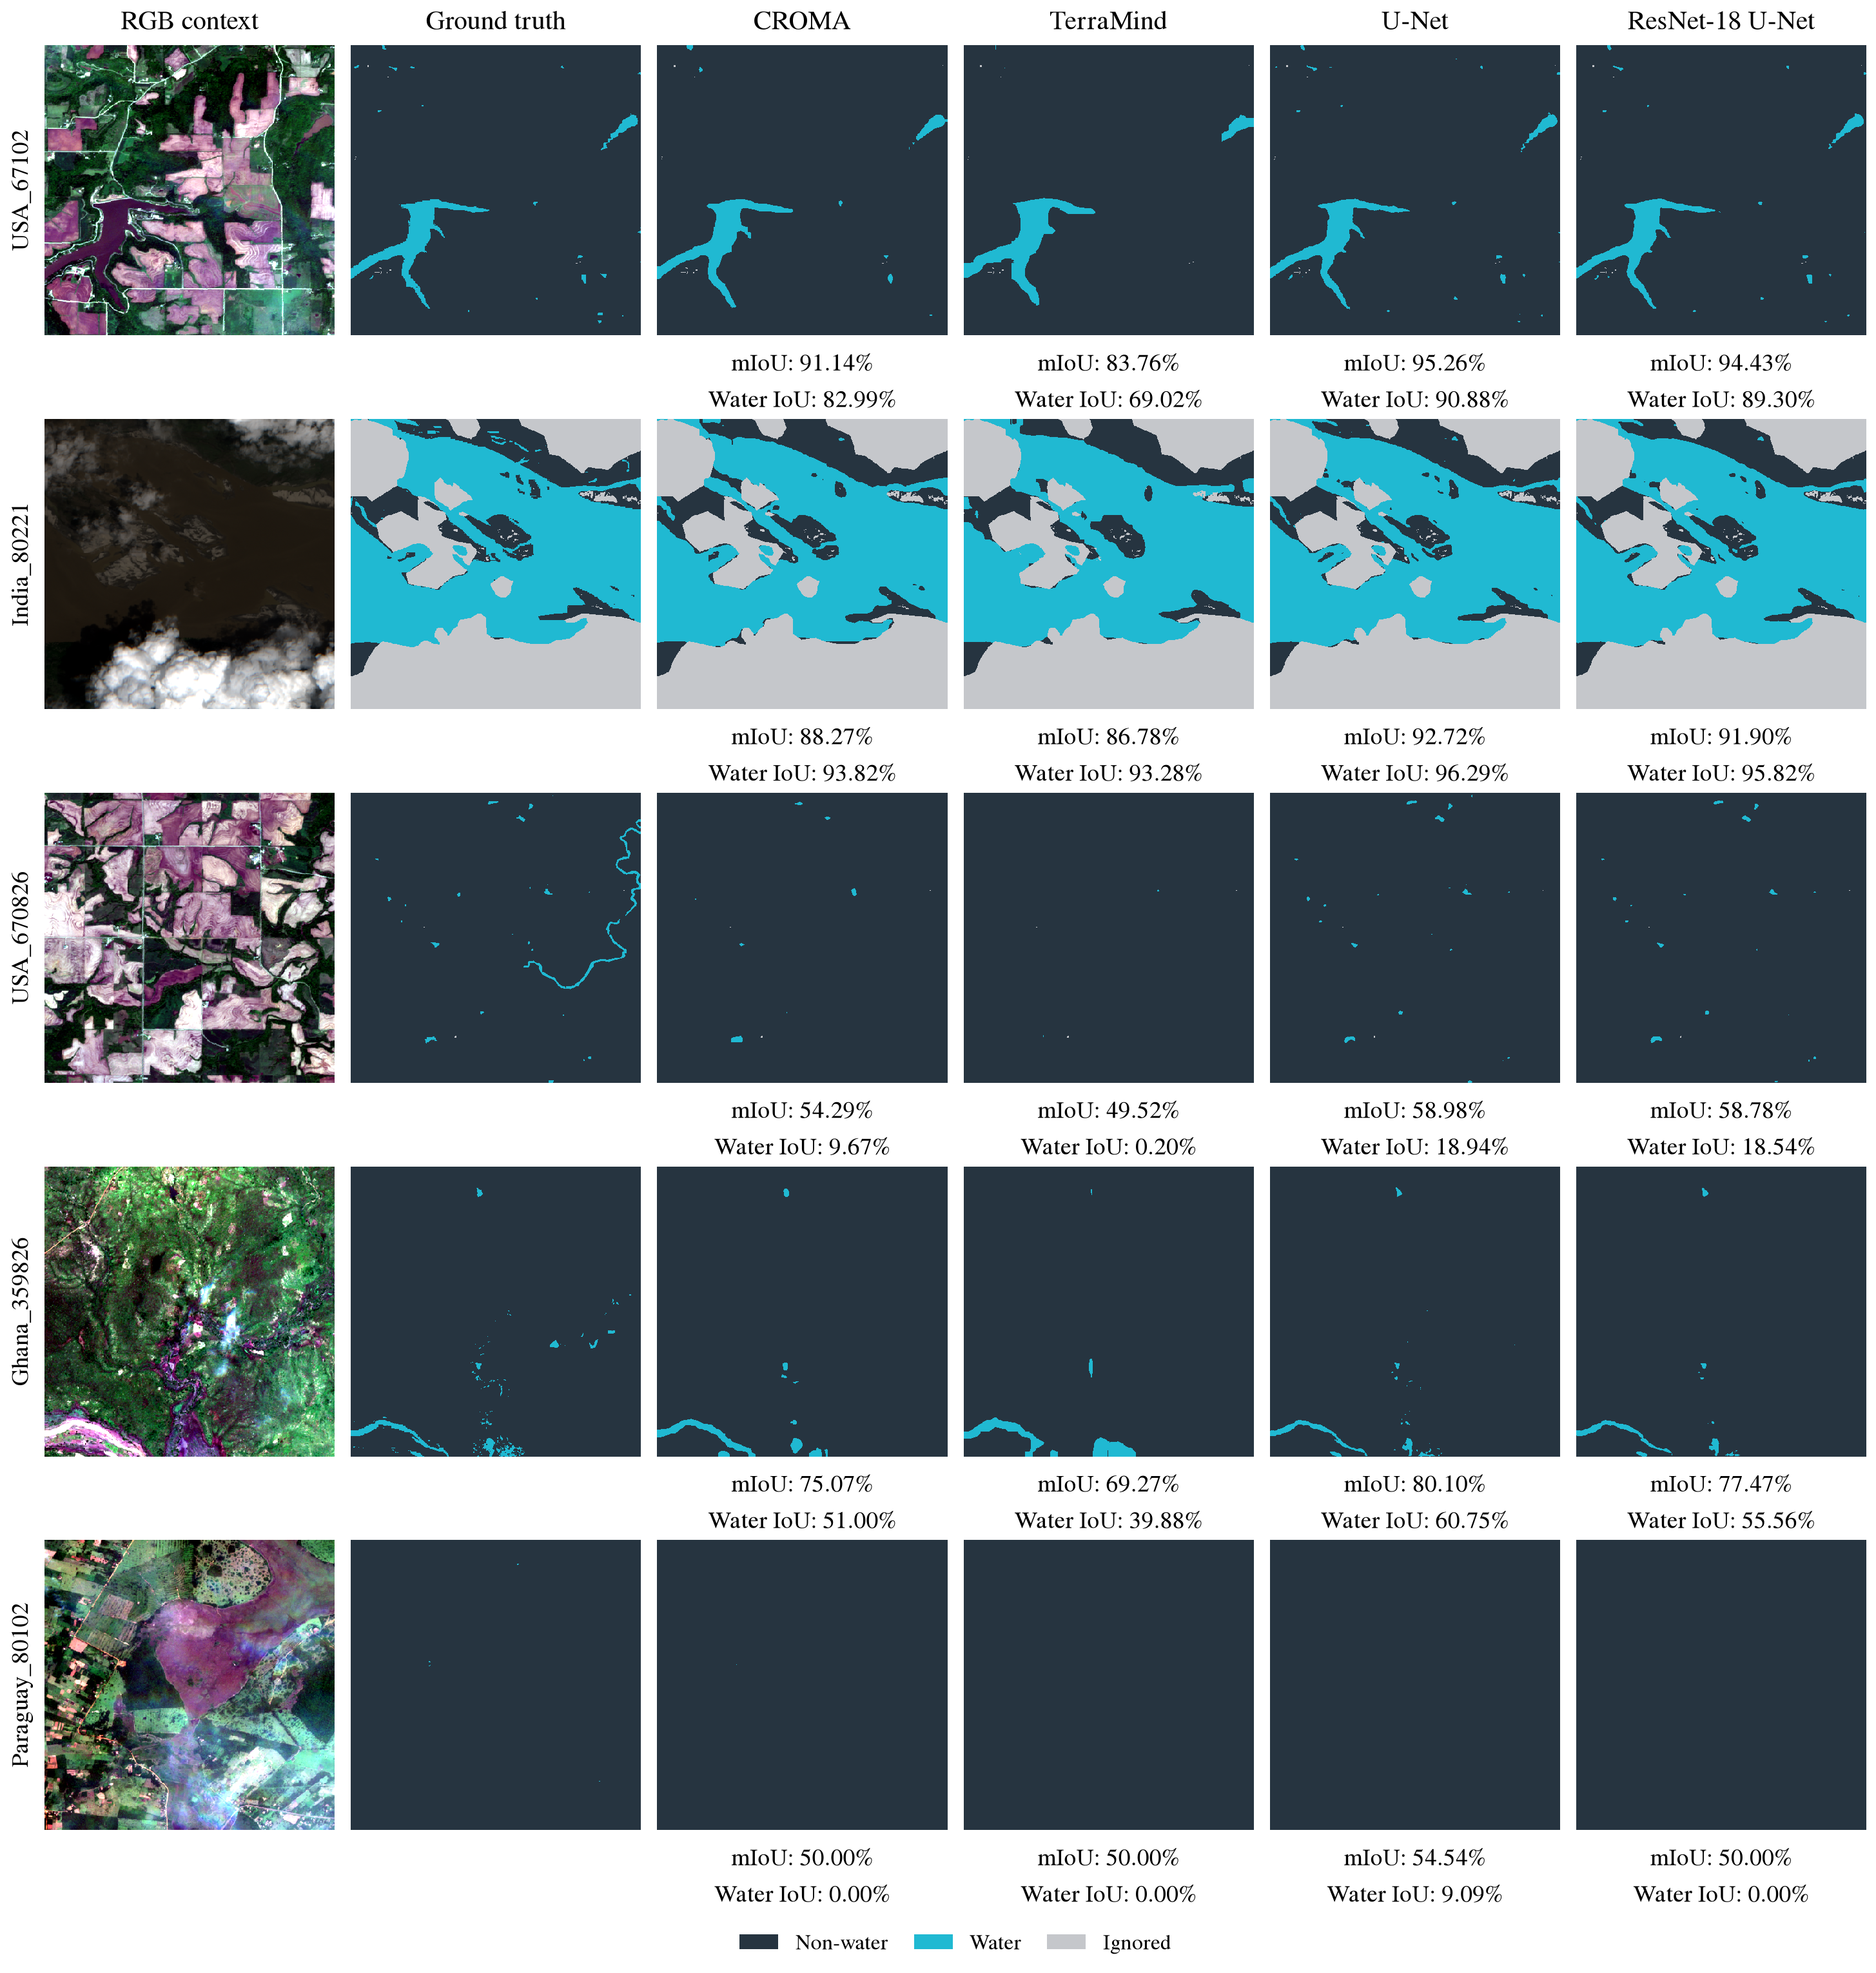 RGB context Ground truth CROMA TerraMind U-Net ResNet-18 U-Net
USA_67102
mIoU: 91.14% mIoU: 83.76% mIoU: 95.26% mIoU: 94.43%
Water IoU: 82.99% Water IoU: 69.02% Water IoU: 90.88% Water IoU: 89.30%
India_80221
mIoU: 88.27% mIoU: 86.78% mIoU: 92.72% mIoU: 91.90%
Water IoU: 93.82% Water IoU: 93.28% Water IoU: 96.29% Water IoU: 95.82%
USA_670826
mIoU: 54.29% mIoU: 49.52% mIoU: 58.98% mIoU: 58.78%
Water IoU: 9.67% Water IoU: 0.20% Water IoU: 18.94% Water IoU: 18.54%
Ghana_359826
mIoU: 75.07% mIoU: 69.27% mIoU: 80.10% mIoU: 77.47%
Water IoU: 51.00% Water IoU: 39.88% Water IoU: 60.75% Water IoU: 55.56%
Paraguay_80102
mIoU: 50.00% mIoU: 50.00% mIoU: 54.54% mIoU: 50.00%
Water IoU: 0.00% Water IoU: 0.00% Water IoU: 9.09% Water IoU: 0.00%
Non-water Water Ignored